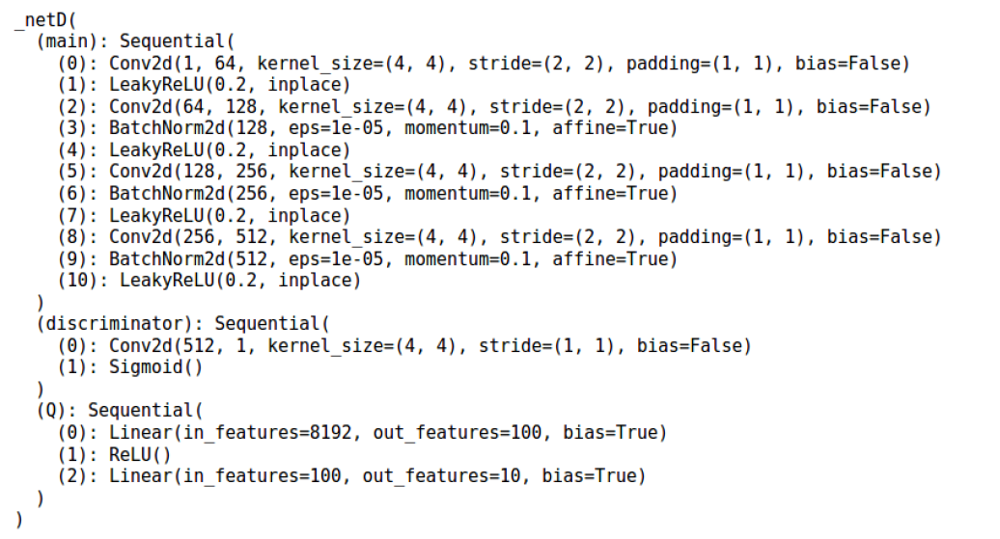 _netD(
  (main): Sequential(
    (0): Conv2d(1, 64, kernel_size=(4, 4), stride=(2, 2), padding=(1, 1), bias=False)
    (1): LeakyReLU(0.2, inplace)
    (2): Conv2d(64, 128, kernel_size=(4, 4), stride=(2, 2), padding=(1, 1), bias=False)
    (3): BatchNorm2d(128, eps=1e-05, momentum=0.1, affine=True)
    (4): LeakyReLU(0.2, inplace)
    (5): Conv2d(128, 256, kernel_size=(4, 4), stride=(2, 2), padding=(1, 1), bias=False)
    (6): BatchNorm2d(256, eps=1e-05, momentum=0.1, affine=True)
    (7): LeakyReLU(0.2, inplace)
    (8): Conv2d(256, 512, kernel_size=(4, 4), stride=(2, 2), padding=(1, 1), bias=False)
    (9): BatchNorm2d(512, eps=1e-05, momentum=0.1, affine=True)
    (10): LeakyReLU(0.2, inplace)
  )
  (discriminator): Sequential(
    (0): Conv2d(512, 1, kernel_size=(4, 4), stride=(1, 1), bias=False)
    (1): Sigmoid()
  )
  (Q): Sequential(
    (0): Linear(in_features=8192, out_features=100, bias=True)
    (1): ReLU()
    (2): Linear(in_features=100, out_features=10, bias=True)
  )
)